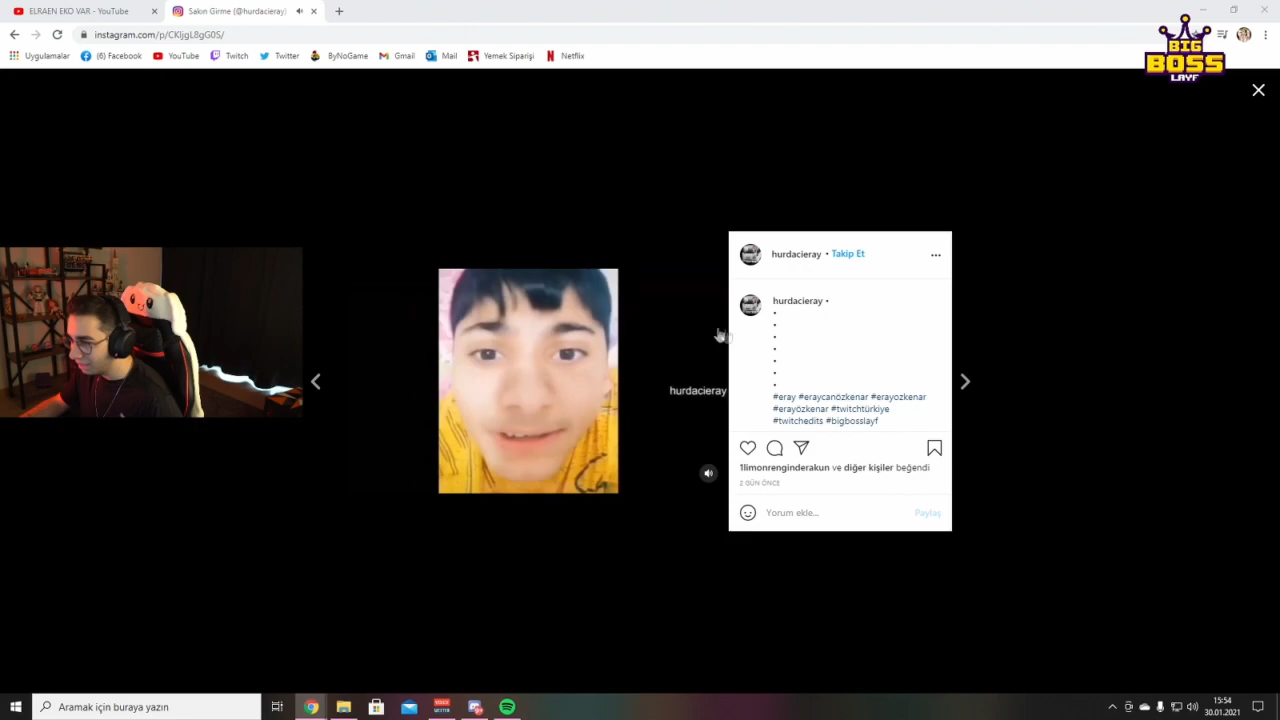 ELRAEN EKO VAR - YouTube
Sakın Girme (@hurdacieray)
instagram.com/p/CKIjgL8gG0S/
Uygulamalar
(6) Facebook
YouTube
Twitch
Twitter
ByNoGame
Gmail
Mail
Yemek Siparişi
Netflix
BIG
BOSS
LAYF
hurdacieray • Takip Et
hurdacieray •
•
•
•
•
•
•
•
#eray #eraycanözkenar #erayozkenar
#erayözkenar #twitchtürkiye
#twitchedits #bigbosslayf
hurdacieray
1limonrenginderakun ve diğer kişiler beğendi
2 GÜN ÖNCE
Yorum ekle...
Paylaş
Aramak için buraya yazın
15:54
30.01.2021